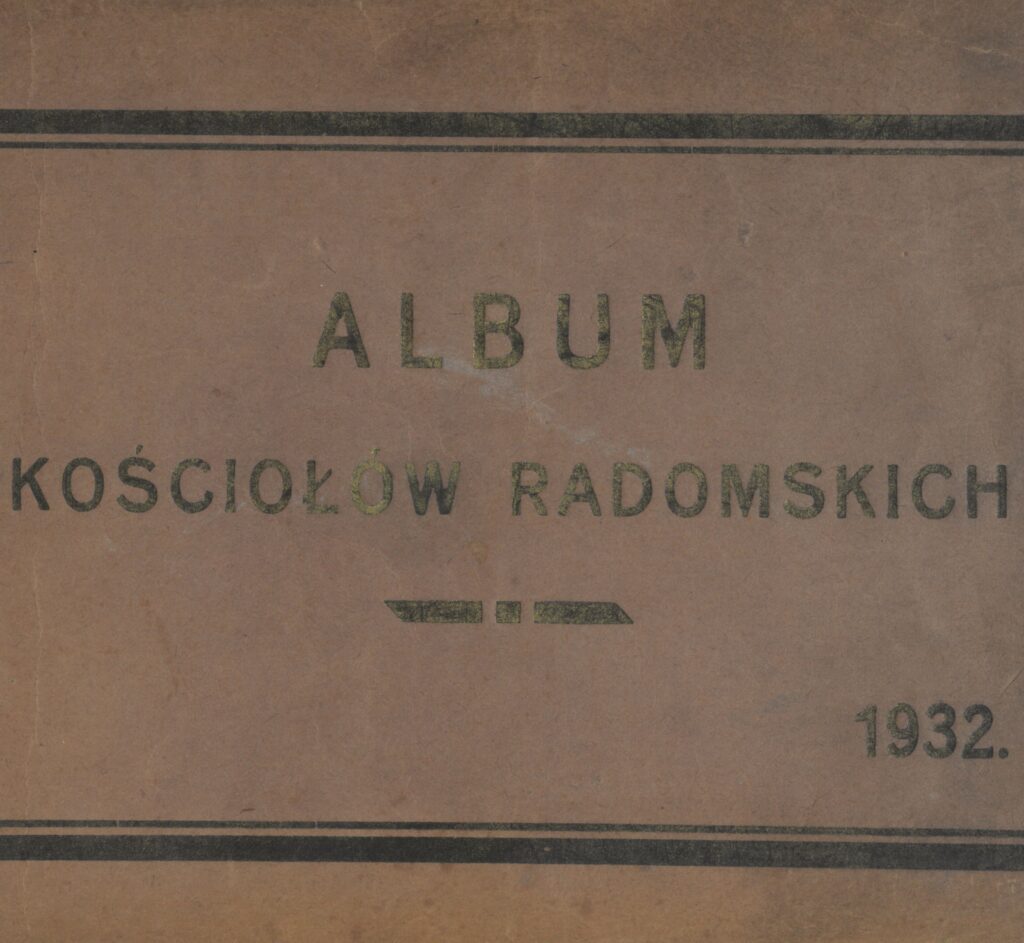 ALBUM
KOŚCIOŁÓW RADOMSKICH
1932.